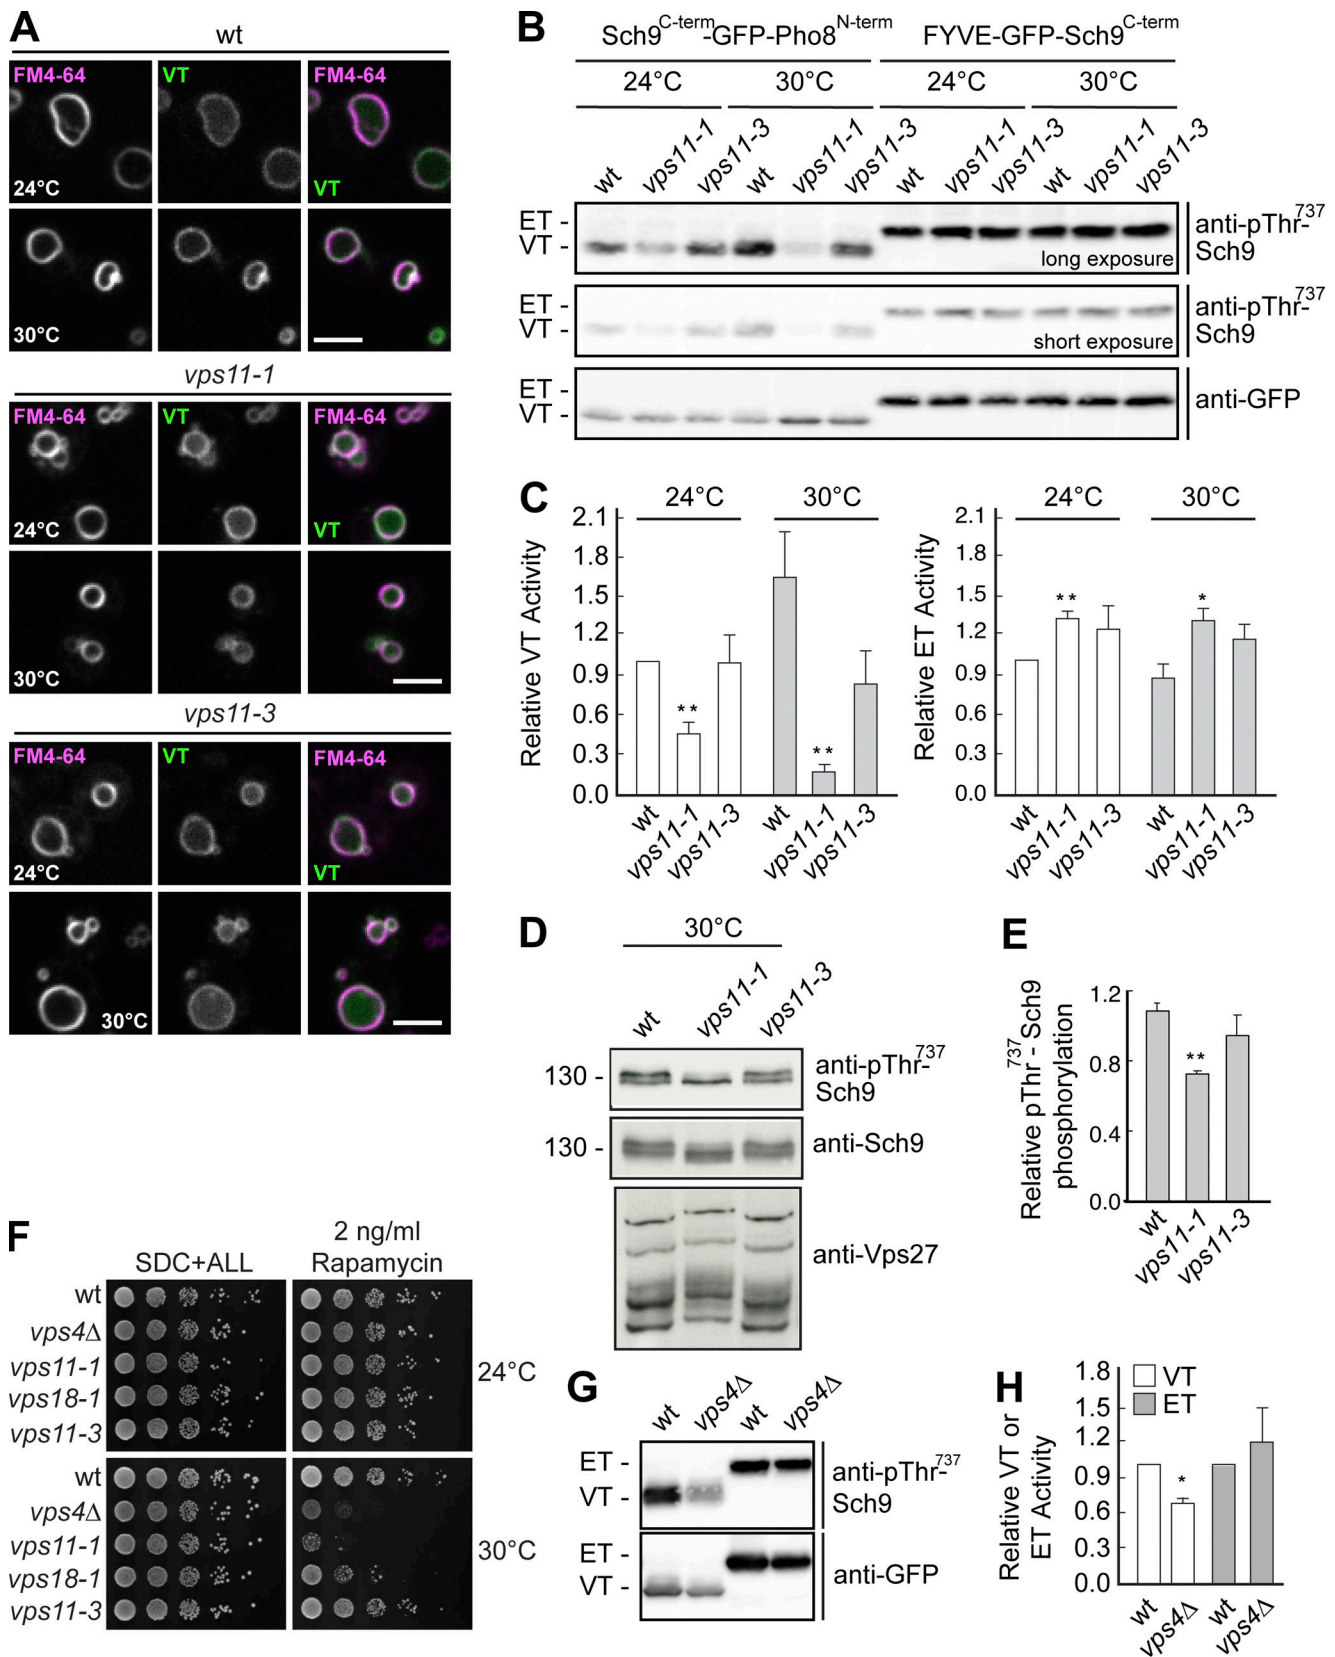 A
wt
FM4-64
VT
FM4-64
24°C
VT
30°C
vps11-1
FM4-64
VT
FM4-64
24°C
VT
30°C
vps11-3
FM4-64
VT
FM4-64
24°C
VT
30°C
B
Sch9C-term-GFP-Pho8N-term
FYVE-GFP-Sch9C-term
24°C
30°C
24°C
30°C
wt
vps11-1
vps11-3
wt
vps11-1
vps11-3
wt
vps11-1
vps11-3
wt
vps11-1
vps11-3
ET -
VT -
long exposure
anti-pThr-737
Sch9
ET -
VT -
short exposure
anti-pThr-737
Sch9
ET -
VT -
anti-GFP
C
24°C
30°C
Relative VT Activity
2.1
1.8
1.5
1.2
0.9
0.6
0.3
0.0
**
**
wt
vps11-1
vps11-3
wt
vps11-1
vps11-3
24°C
30°C
Relative ET Activity
2.1
1.8
1.5
1.2
0.9
0.6
0.3
0.0
**
*
wt
vps11-1
vps11-3
wt
vps11-1
vps11-3
D
30°C
wt
vps11-1
vps11-3
130 -
anti-pThr-737
Sch9
130 -
anti-Sch9
anti-Vps27
E
Relative pThr737 - Sch9
phosphorylation
1.2
0.8
0.4
0.0
**
wt
vps11-1
vps11-3
F
SDC+ALL
2 ng/ml
Rapamycin
wt
vps4Δ
vps11-1
vps18-1
vps11-3
24°C
wt
vps4Δ
vps11-1
vps18-1
vps11-3
30°C
G
wt
vps4Δ
wt
vps4Δ
ET -
VT -
anti-pThr-737
Sch9
ET -
VT -
anti-GFP
H
VT
ET
Relative VT or
ET Activity
1.8
1.5
1.2
0.9
0.6
0.3
0.0
*
wt
vps4Δ
wt
vps4Δ